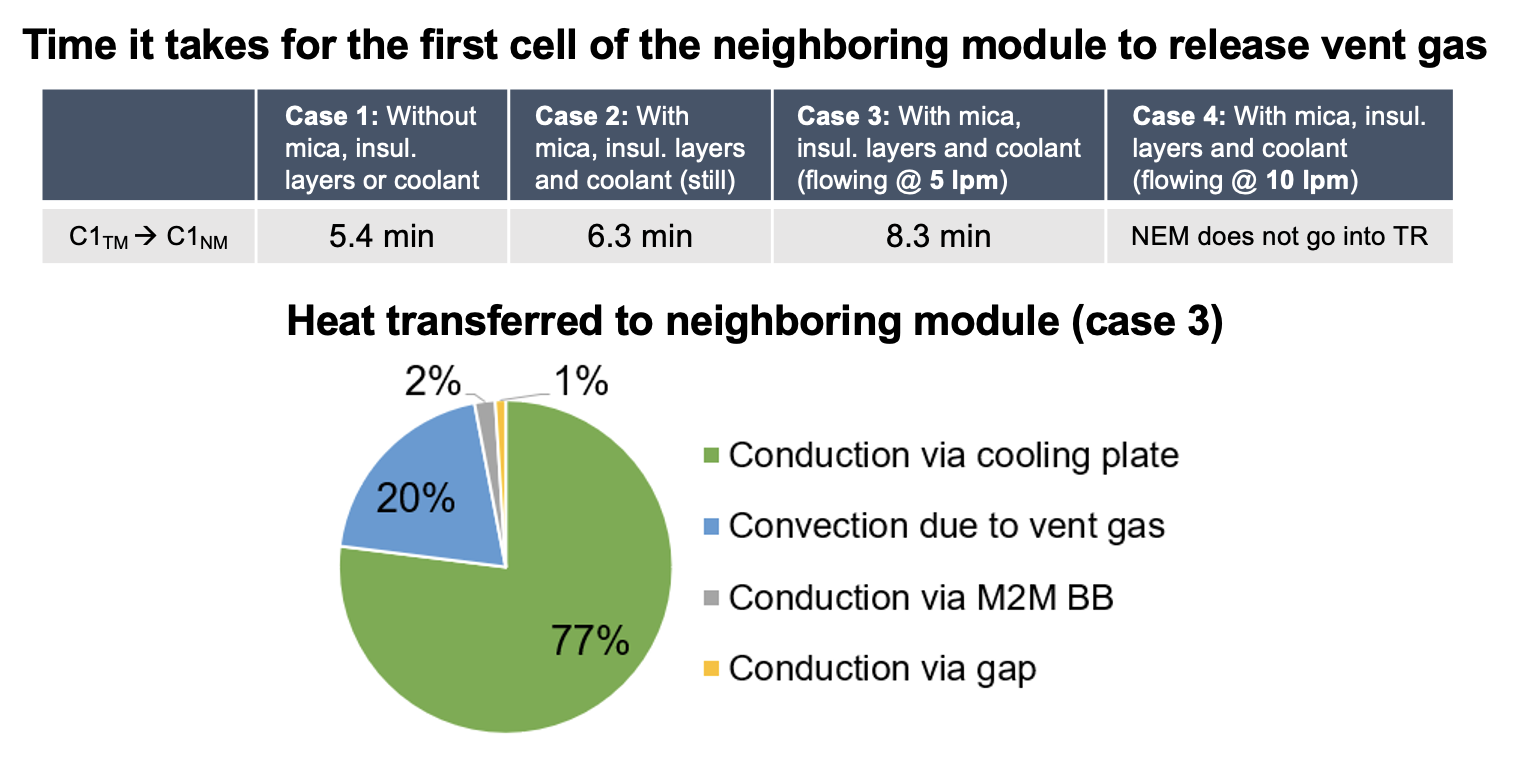 Time it takes for the first cell of the neighboring module to release vent gas
Case 1: Without
mica, insul.
layers or coolant
Case 2: With
mica, insul. layers
and coolant (still)
Case 3: With mica,
insul. layers and coolant
(flowing @ 5 lpm)
Case 4: With mica, insul.
layers and coolant
(flowing @ 10 lpm)
C1TM → C1NM
5.4 min
6.3 min
8.3 min
NEM does not go into TR
Heat transferred to neighboring module (case 3)
2%
1%
20%
77%
Conduction via cooling plate
Convection due to vent gas
Conduction via M2M BB
Conduction via gap